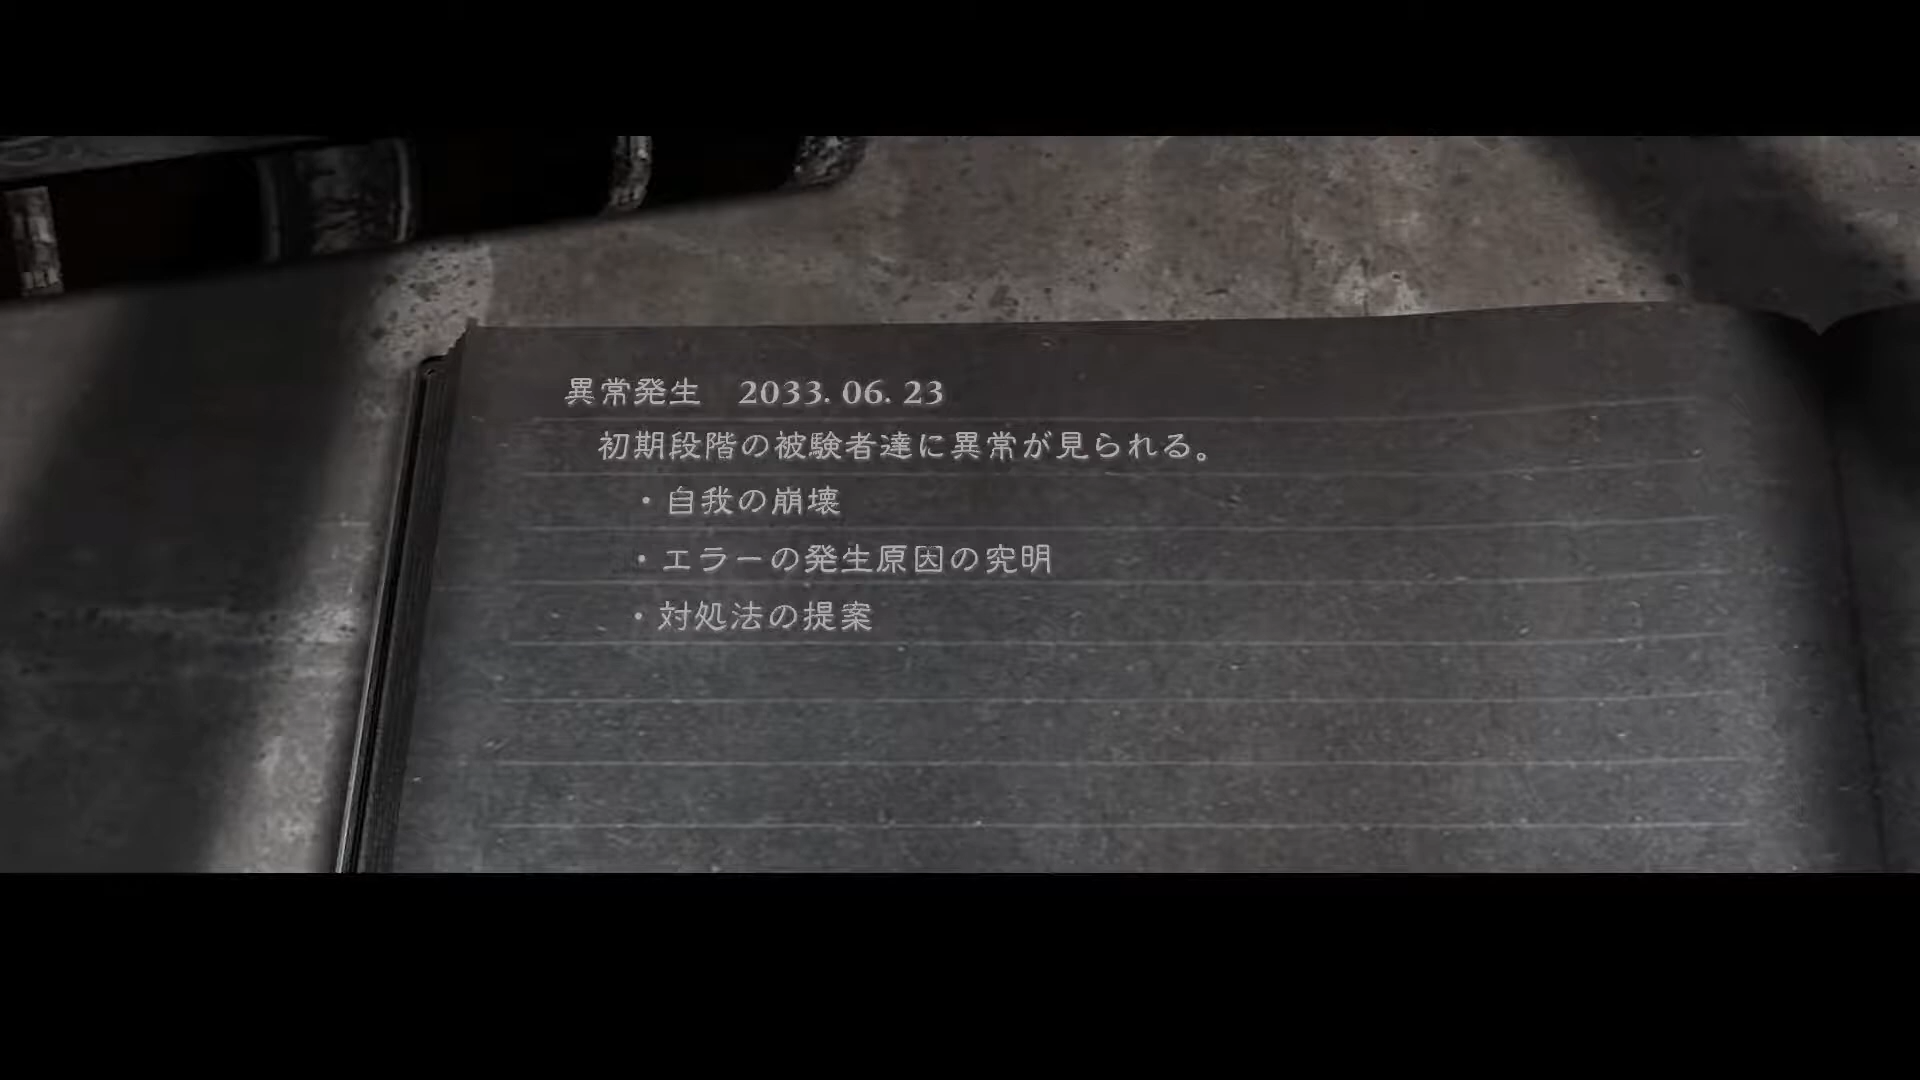 異常発生　2033. 06. 23
初期段階の被験者達に異常が見られる。
・自我の崩壊
・エラーの発生原因の究明
・対処法の提案